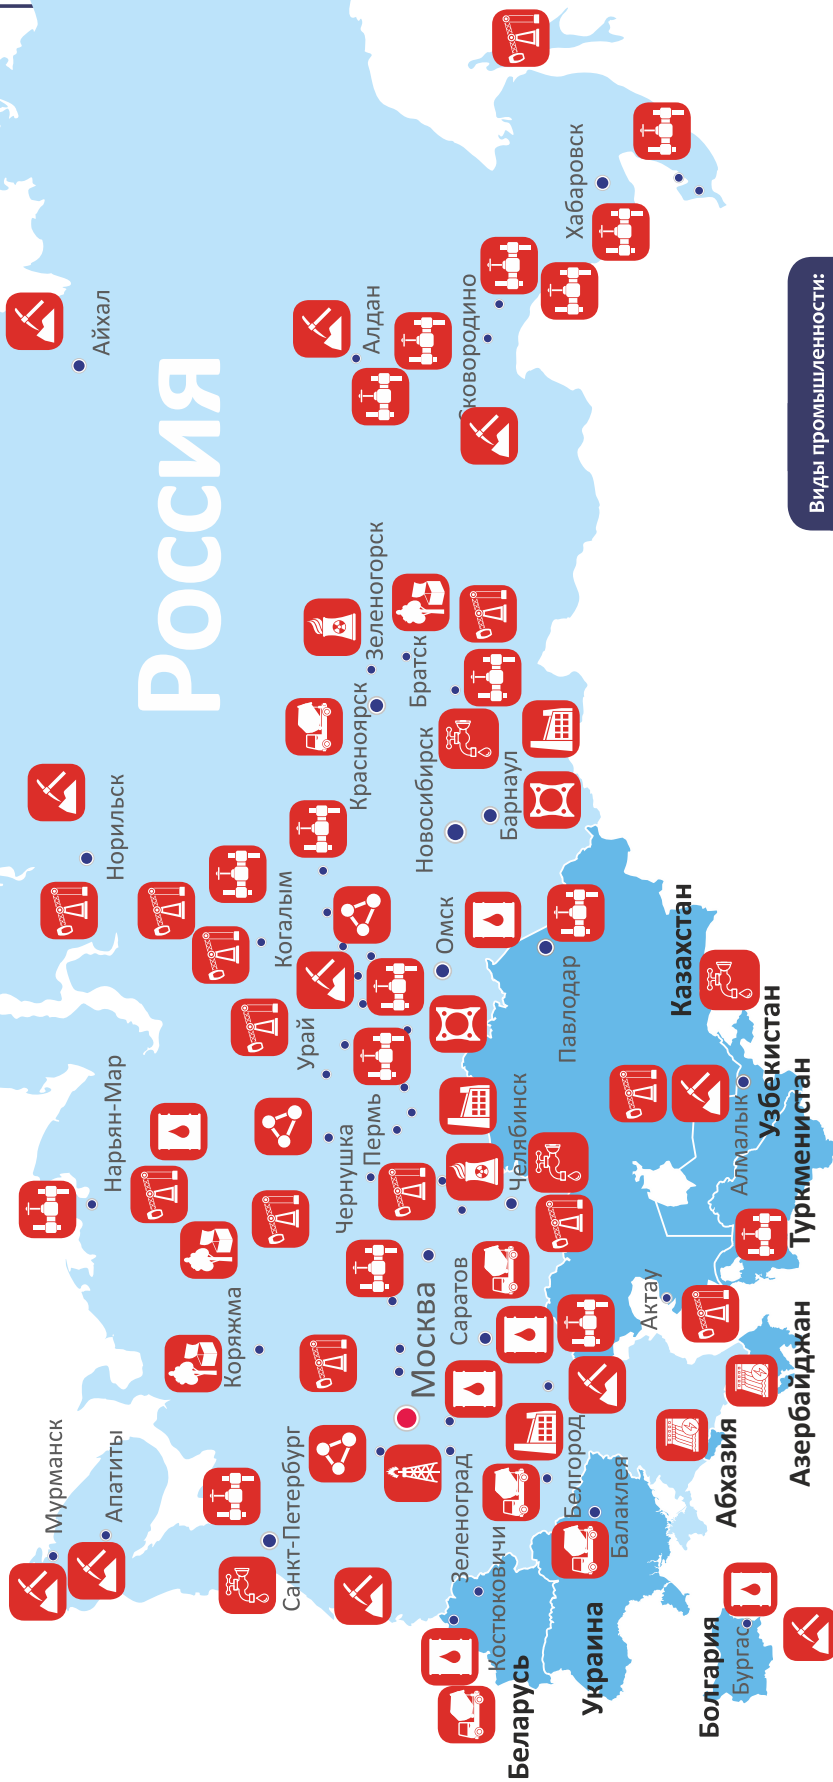 Россия
Айхал
Алдан
Сковородино
Хабаровск
Норильск
Красноярск
Зеленогорск
Братск
Новосибирск
Барнаул
Когалым
Урай
Омск
Павлодар
Казахстан
Нарьян-Мар
Чернушка
Пермь
Челябинск
Узбекистан
Алмалык
Туркменистан
Коряжма
Москва
Саратов
Актау
Мурманск
Апатиты
Санкт-Петербург
Зеленоград
Белгород
Балаклея
Костюковичи
Абхазия
Азербайджан
Беларусь
Украина
Болгария
Бургас
Виды промышленности: